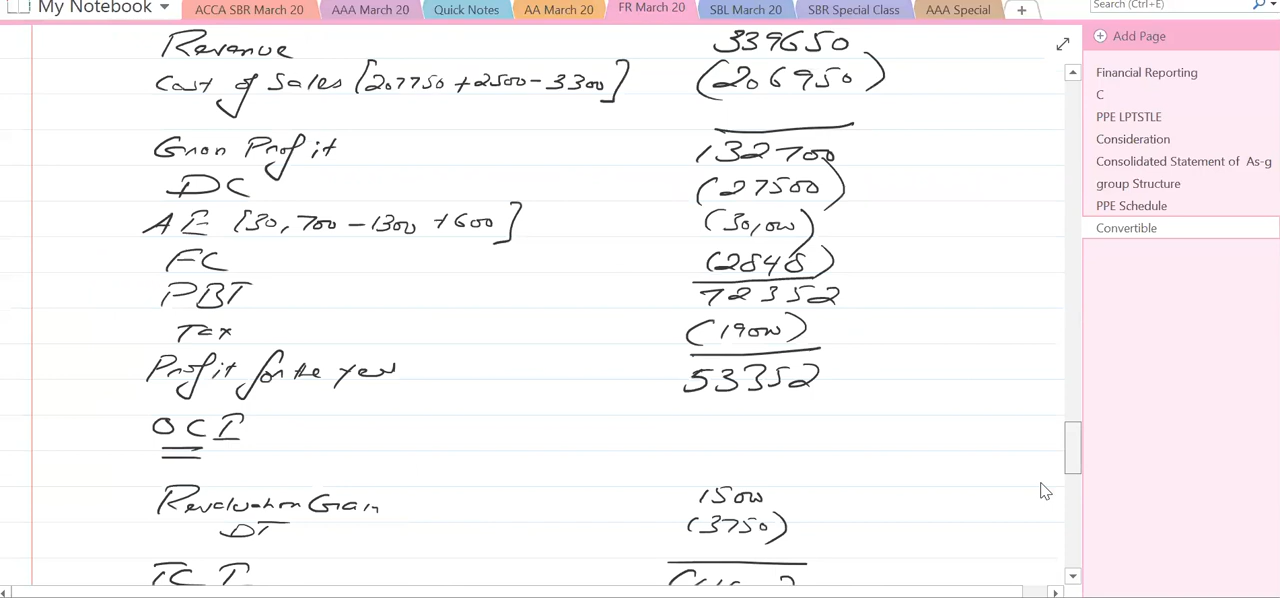 My Notebook
ACCA SBR March 20
AAA March 20
Quick Notes
AA March 20
FR March 20
SBL March 20
SBR Special Class
AAA Special
Search (Ctrl+E)
Add Page
Financial Reporting
C
PPE LPTSTLE
Consideration
Consolidated Statement of As-g
group Structure
PPE Schedule
Convertible
Revenue 339650
Cost of Sales [207750 + 2500 - 3300] (206950)
Gross Profit 132700
DC (27500)
AE [30,700 - 1300 + 600] (30,000)
FC (2848)
PBT 72352
Tax (19000)
Profit for the year 53352
OCI
Revaluation Gain 15000
DT (3750)
TCI